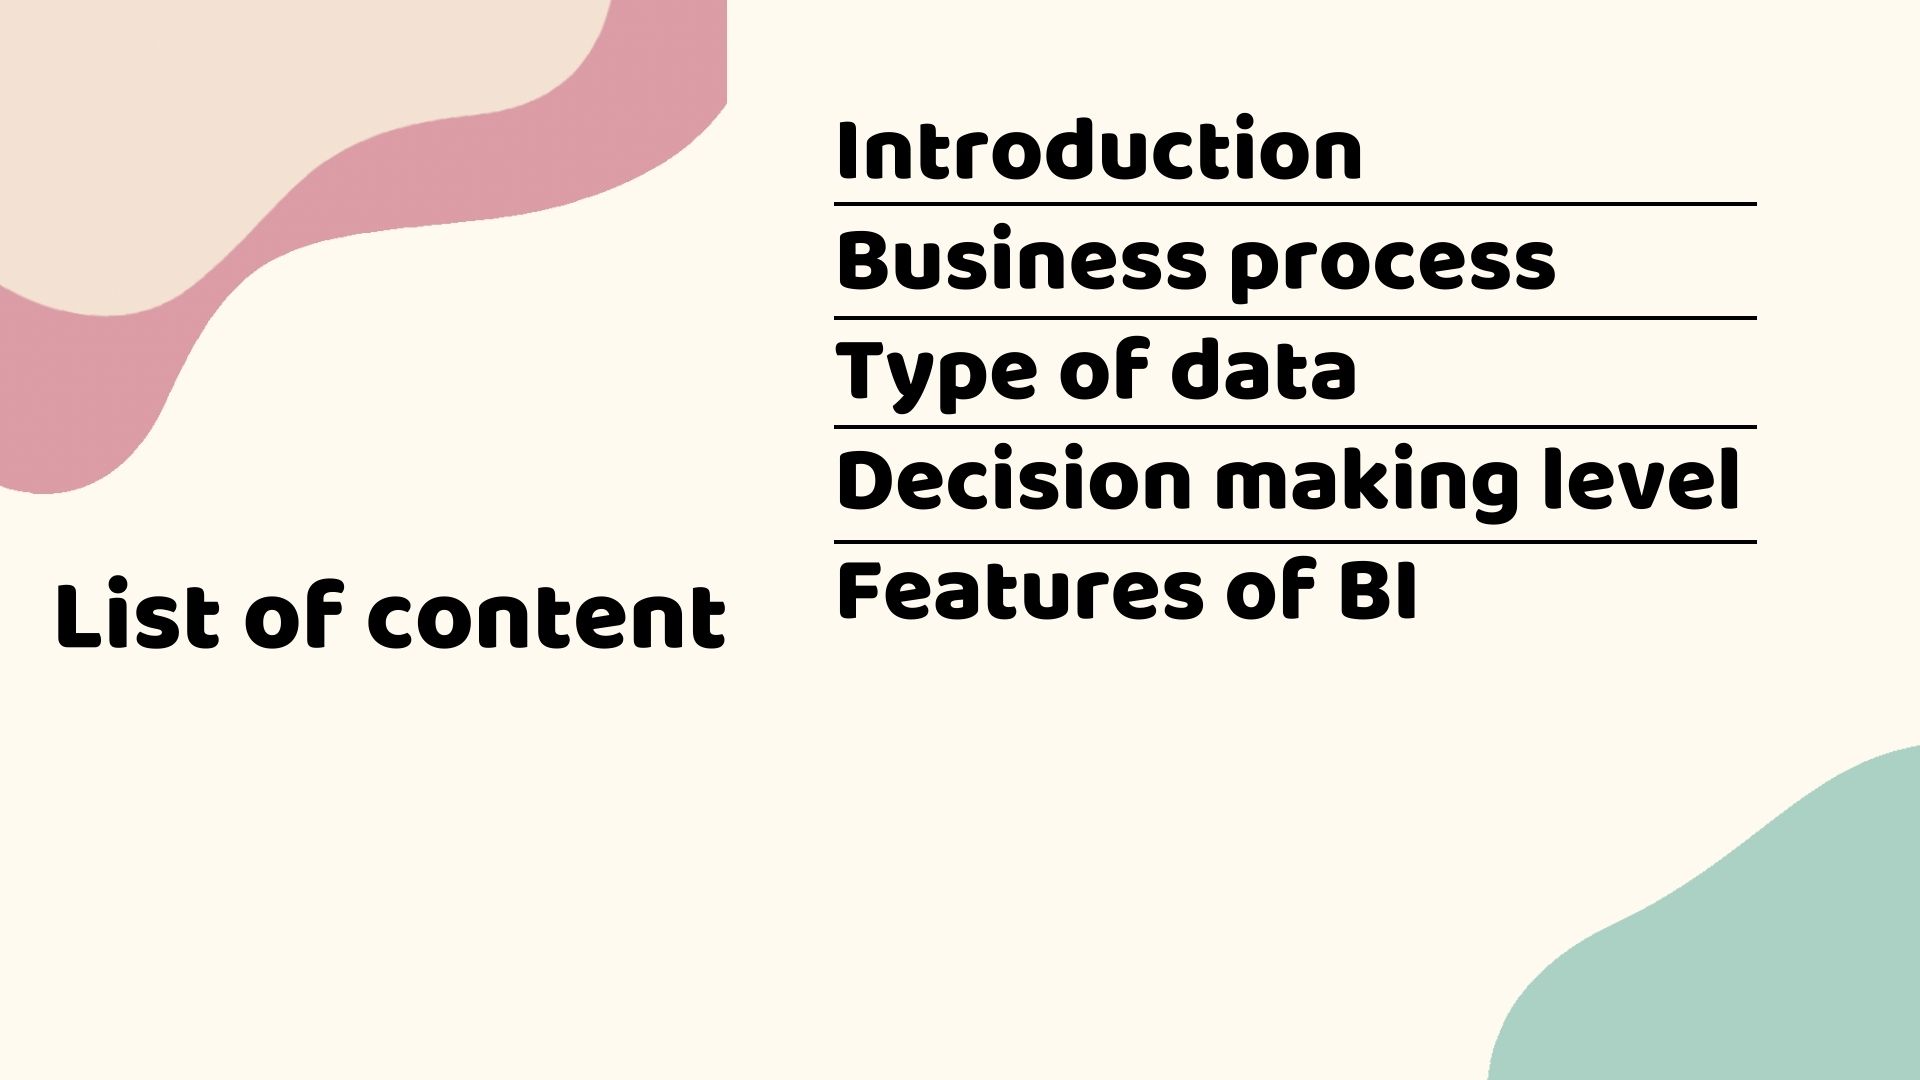 List of content
Introduction
Business process
Type of data
Decision making level
Features of BI